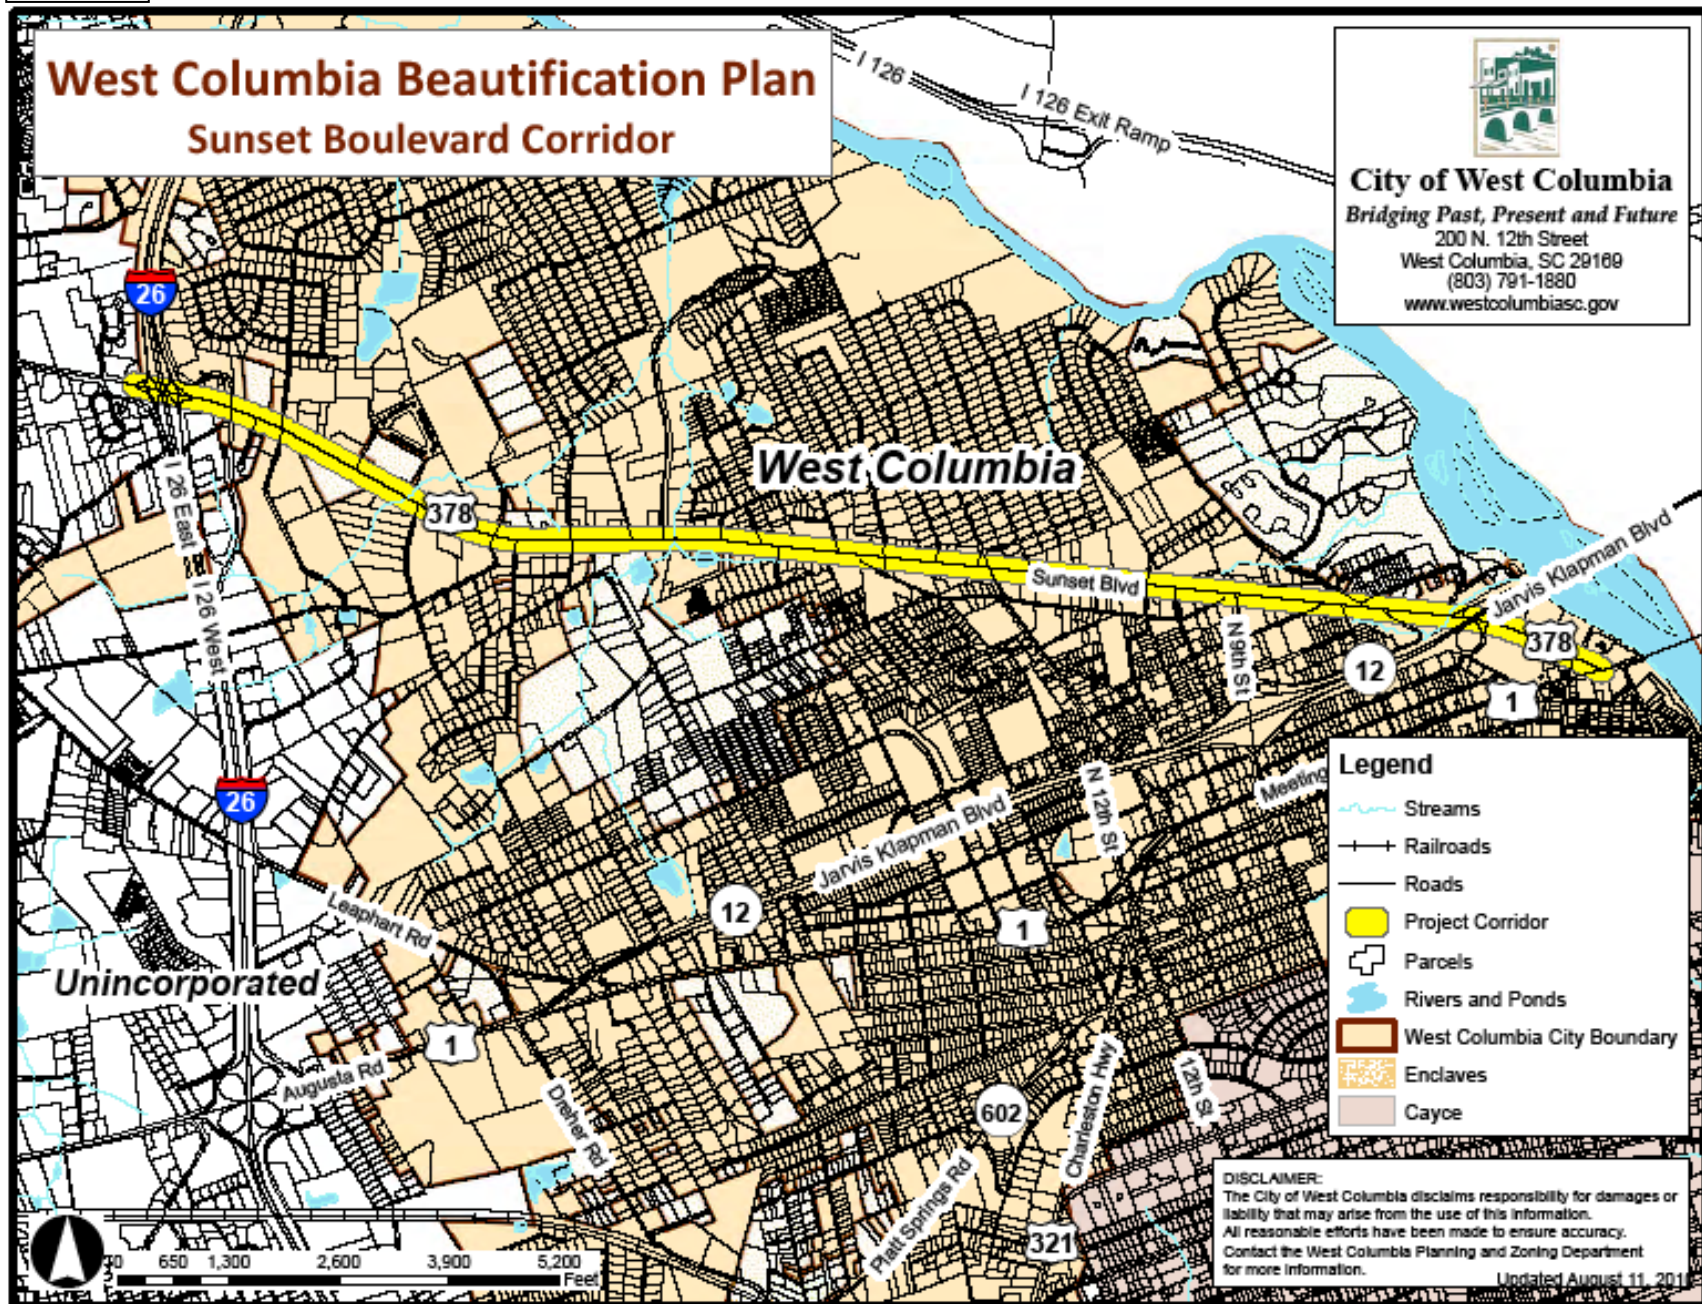 West Columbia Beautification Plan
Sunset Boulevard Corridor
I 126
I 126 Exit Ramp
City of West Columbia
Bridging Past, Present and Future
200 N. 12th Street
West Columbia, SC 29169
(803) 791-1880
www.westcolumbiasc.gov
26
West Columbia
378
I 26 East
I 26 West
Sunset Blvd
Jarvis Klapman Blvd
N 9th St
378
12
1
26
N 12th St
Meeting
Jarvis Klapman Blvd
12
1
Leaphart Rd
Unincorporated
1
Augusta Rd
Dreher Rd
602
Charleston Hwy
12th St
Platt Springs Rd
321
Legend
Streams
Railroads
Roads
Project Corridor
Parcels
Rivers and Ponds
West Columbia City Boundary
Enclaves
Cayce
DISCLAIMER:
The City of West Columbia disclaims responsibility for damages or
liability that may arise from the use of this information.
All reasonable efforts have been made to ensure accuracy.
Contact the West Columbia Planning and Zoning Department
for more information.
Updated August 11,
650 1,300 2,600 3,900 5,200
Feet